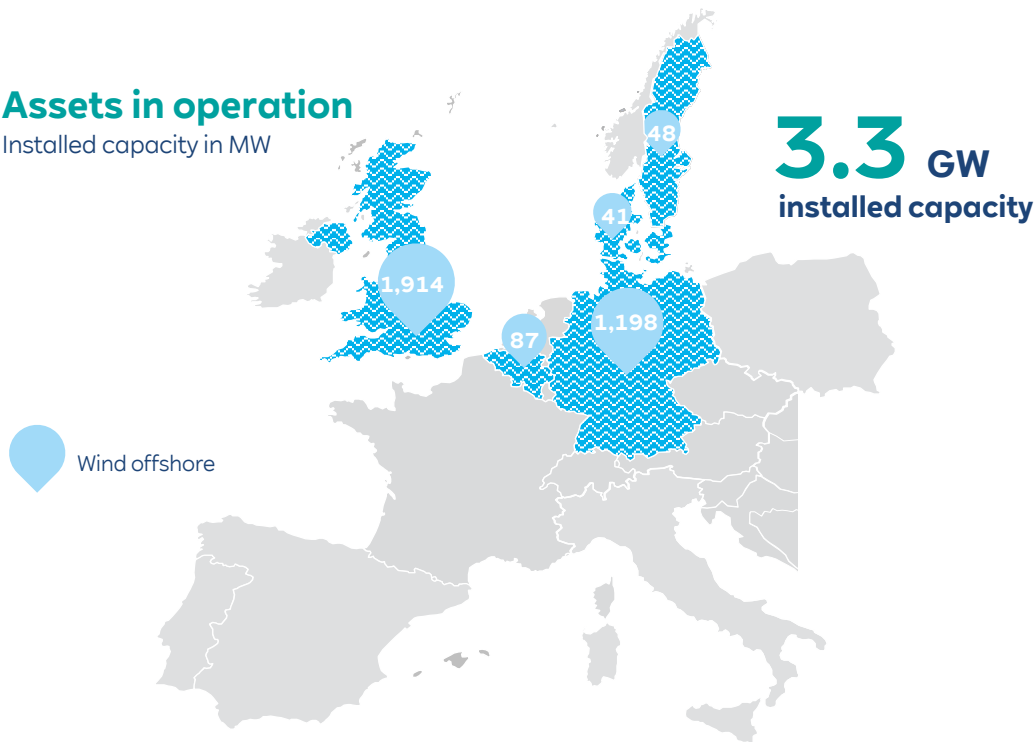 Assets in operation
Installed capacity in MW
3.3 GW
installed capacity
48
41
1,914
1,198
87
Wind offshore